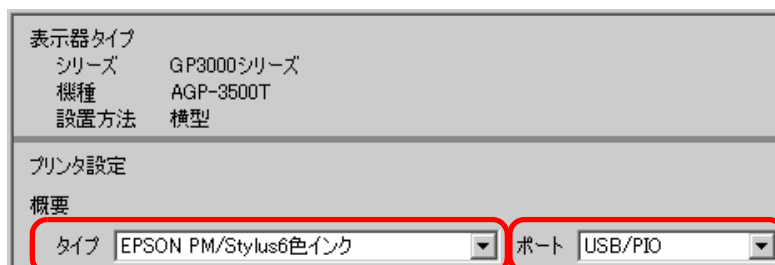 表示器タイプ
シリーズ GP3000シリーズ
機種 AGP-3500T
設置方法 横型
プリンタ設定
概要
タイプ EPSON PM/Stylus6色インク ポート USB/PIO